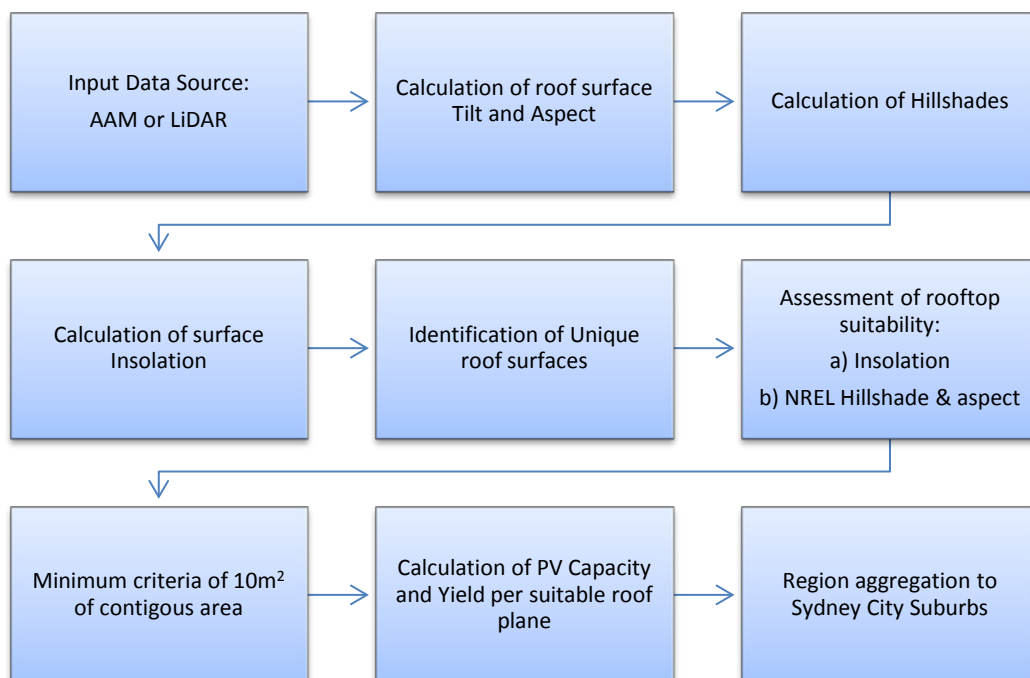 Input Data Source:
AAM or LiDAR
Calculation of roof surface
Tilt and Aspect
Calculation of Hillshades
Calculation of surface
Insolation
Identification of Unique
roof surfaces
Assessment of rooftop
suitability:
a) Insolation
b) NREL Hillshade & aspect
Minimum criteria of 10m²
of contigous area
Calculation of PV Capacity
and Yield per suitable roof
plane
Region aggregation to
Sydney City Suburbs